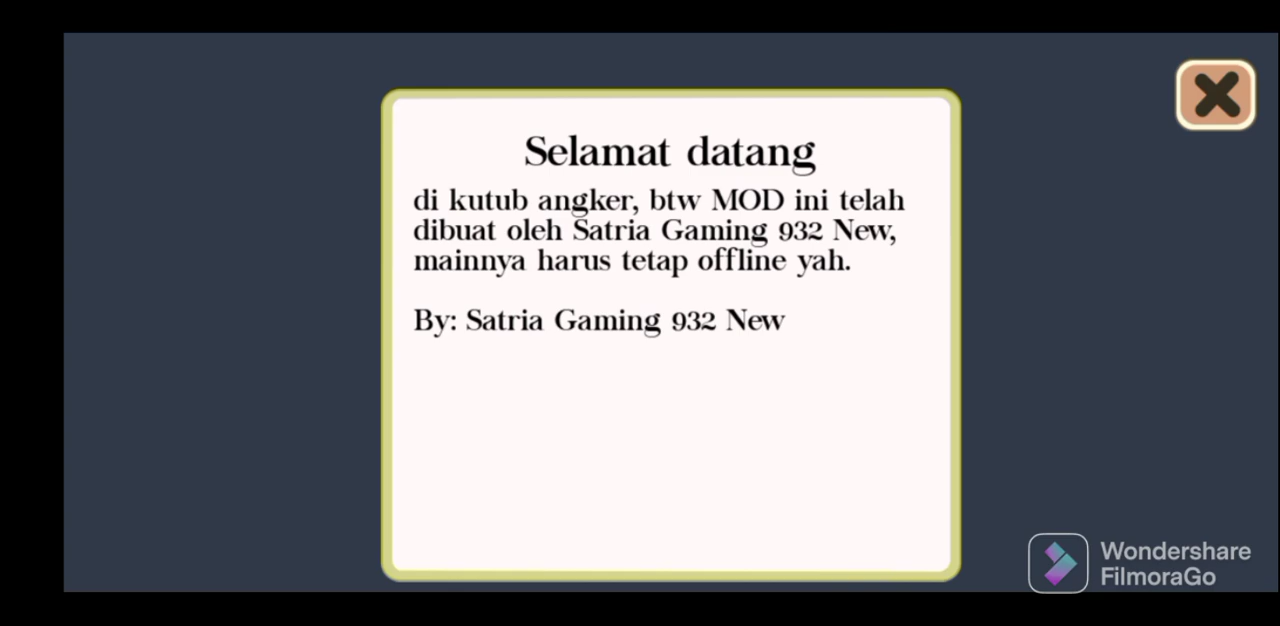 Selamat datang
di kutub angker, btw MOD ini telah
dibuat oleh Satria Gaming 932 New,
mainnya harus tetap offline yah.
By: Satria Gaming 932 New
Wondershare
FilmoraGo